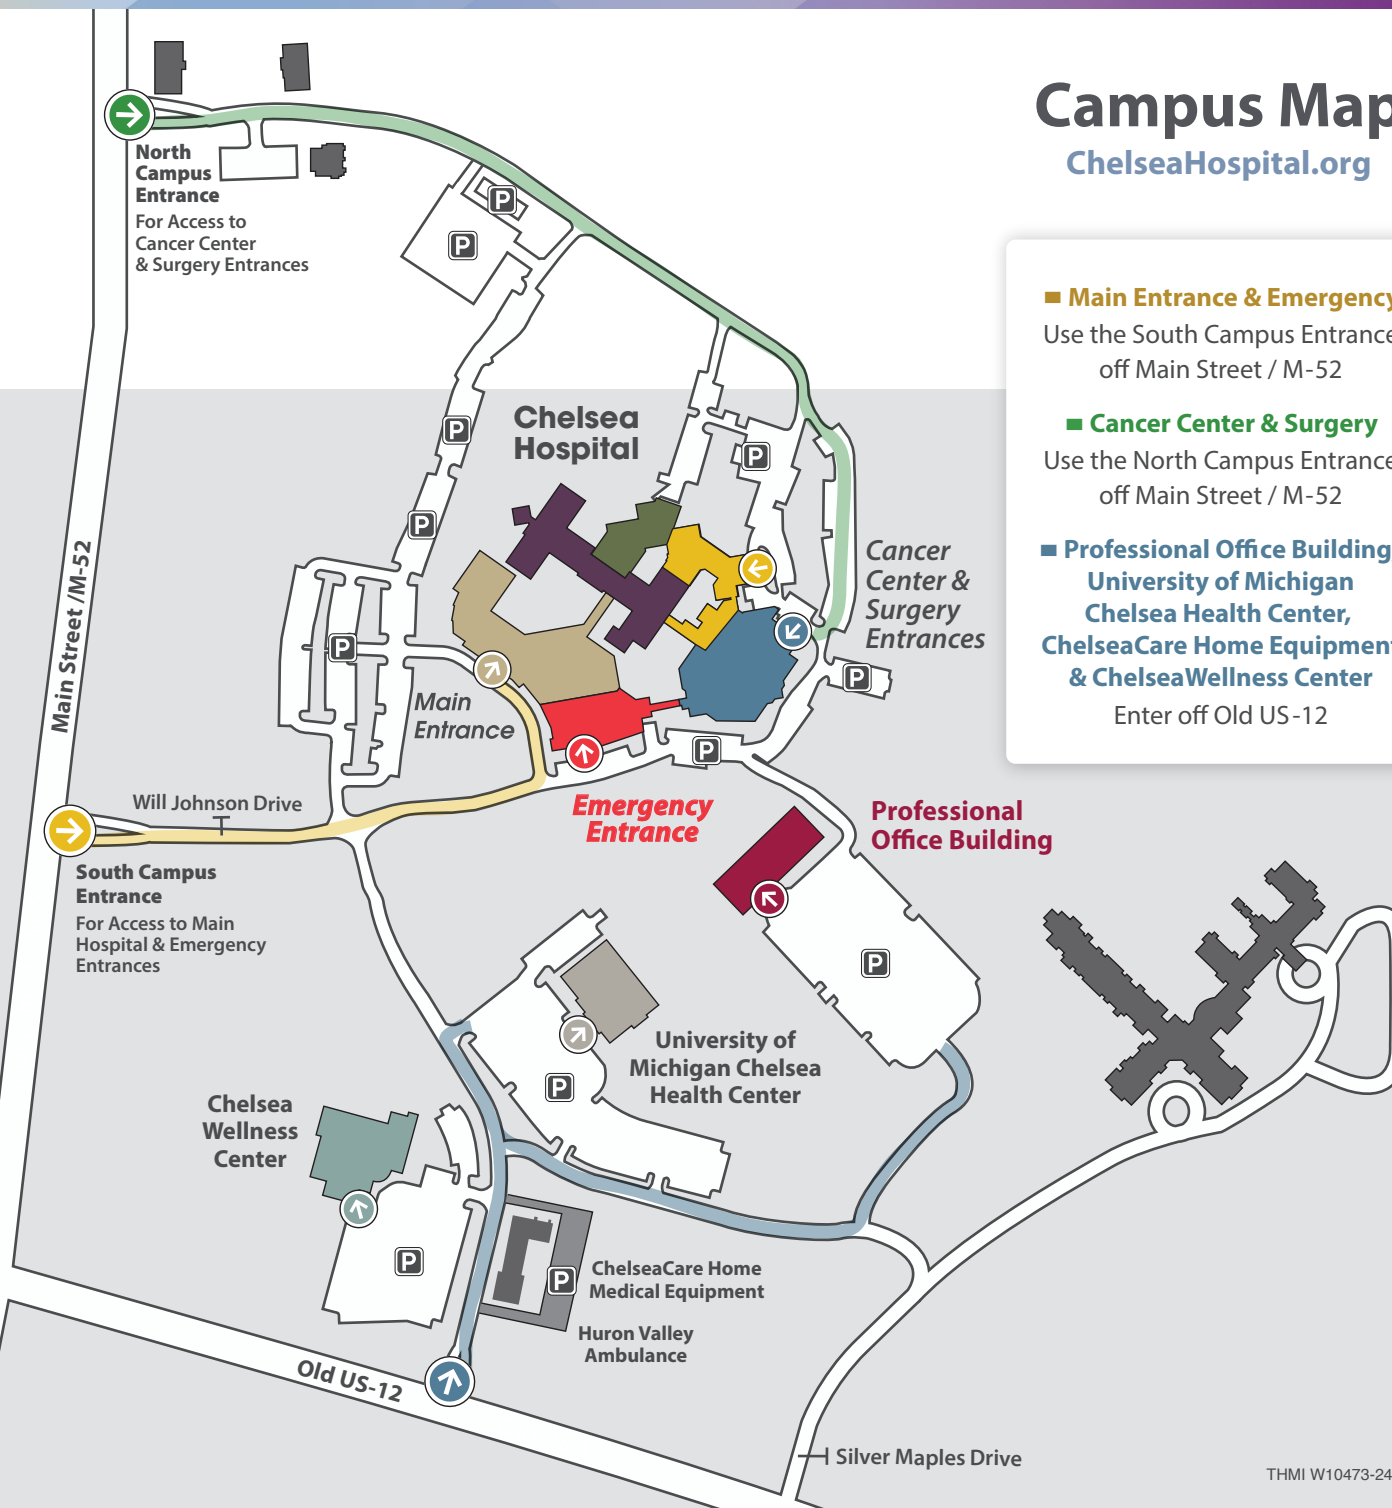 Campus Map
ChelseaHospital.org
North
Campus
Entrance
For Access to
Cancer Center
& Surgery Entrances
P
P
Main Entrance & Emergency
Use the South Campus Entrance
off Main Street / M-52
Cancer Center & Surgery
Use the North Campus Entrance
off Main Street / M-52
Professional Office Building,
University of Michigan
Chelsea Health Center,
ChelseaCare Home Equipment
& ChelseaWellness Center
Enter off Old US-12
Chelsea
Hospital
P
P
P
Cancer
Center &
Surgery
Entrances
Main Street /M-52
P
P
Main
Entrance
P
Will Johnson Drive
Emergency
Entrance
Professional
Office Building
South Campus
Entrance
For Access to Main
Hospital & Emergency
Entrances
P
University of
Michigan Chelsea
Health Center
P
Chelsea
Wellness
Center
P
P
ChelseaCare Home
Medical Equipment
Huron Valley
Ambulance
Old US-12
Silver Maples Drive
THMI W10473-24